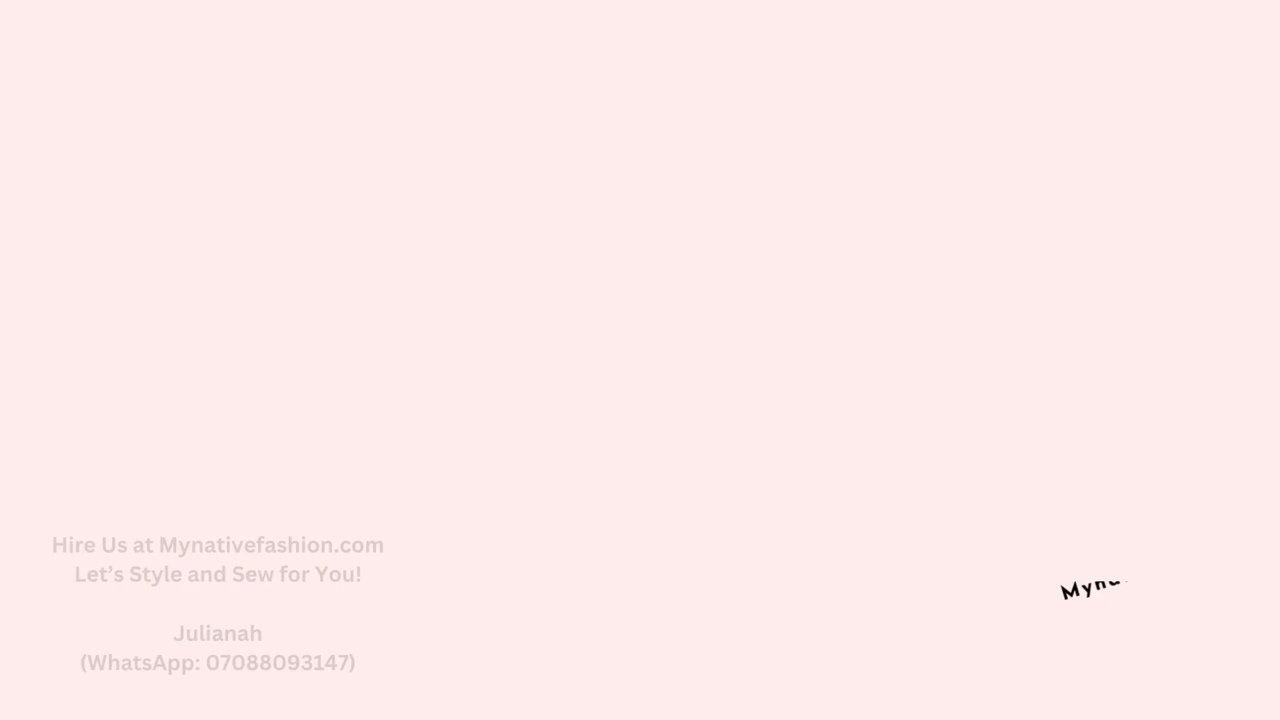 Hire Us at Mynativefashion.com
Let’s Style and Sew for You!
Julianah
(WhatsApp: 07088093147)